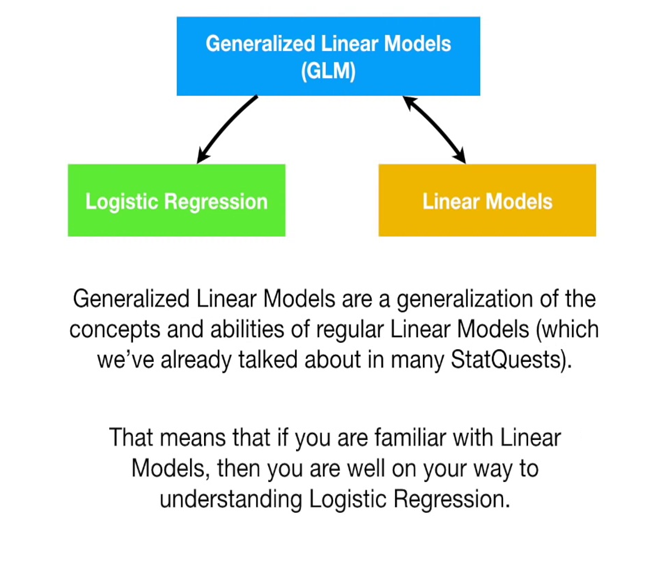 Generalized Linear Models
(GLM)
Logistic Regression
Linear Models
Generalized Linear Models are a generalization of the
concepts and abilities of regular Linear Models (which
we’ve already talked about in many StatQuests).
That means that if you are familiar with Linear
Models, then you are well on your way to
understanding Logistic Regression.